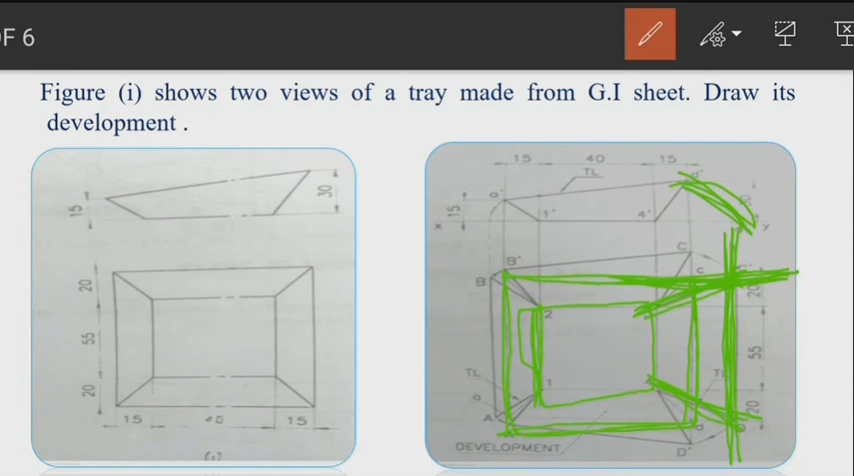 OF 6
Figure (i) shows two views of a tray made from G.I sheet. Draw its
development .
15
30
20
55
20
15
40
15
(i)
15
40
15
TL
a'
d'
15
1'
4'
x
y
B"
C
B
c
20
2
55
TL
1
TL
a
20
A
d
D'
DEVELOPMENT